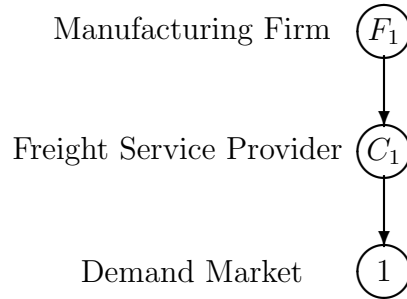 Manufacturing Firm F₁
Freight Service Provider C₁
Demand Market 1